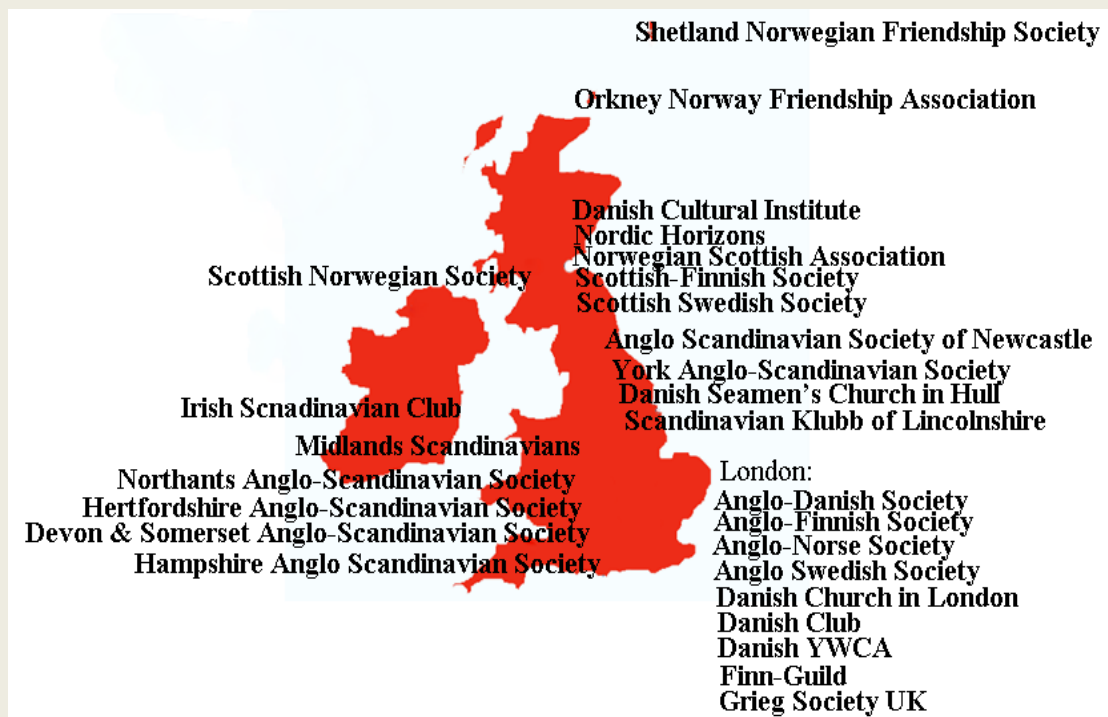 Shetland Norwegian Friendship Society
Orkney Norway Friendship Association
Danish Cultural Institute
Nordic Horizons
Norwegian Scottish Association
Scottish Norwegian Society
Scottish-Finnish Society
Scottish Swedish Society
Anglo Scandinavian Society of Newcastle
York Anglo-Scandinavian Society
Danish Seamen’s Church in Hull
Irish Scnadinavian Club
Scandinavian Klubb of Lincolnshire
Midlands Scandinavians
Northants Anglo-Scandinavian Society
Hertfordshire Anglo-Scandinavian Society
Devon & Somerset Anglo-Scandinavian Society
Hampshire Anglo Scandinavian Society
London:
Anglo-Danish Society
Anglo-Finnish Society
Anglo-Norse Society
Anglo Swedish Society
Danish Church in London
Danish Club
Danish YWCA
Finn-Guild
Grieg Society UK